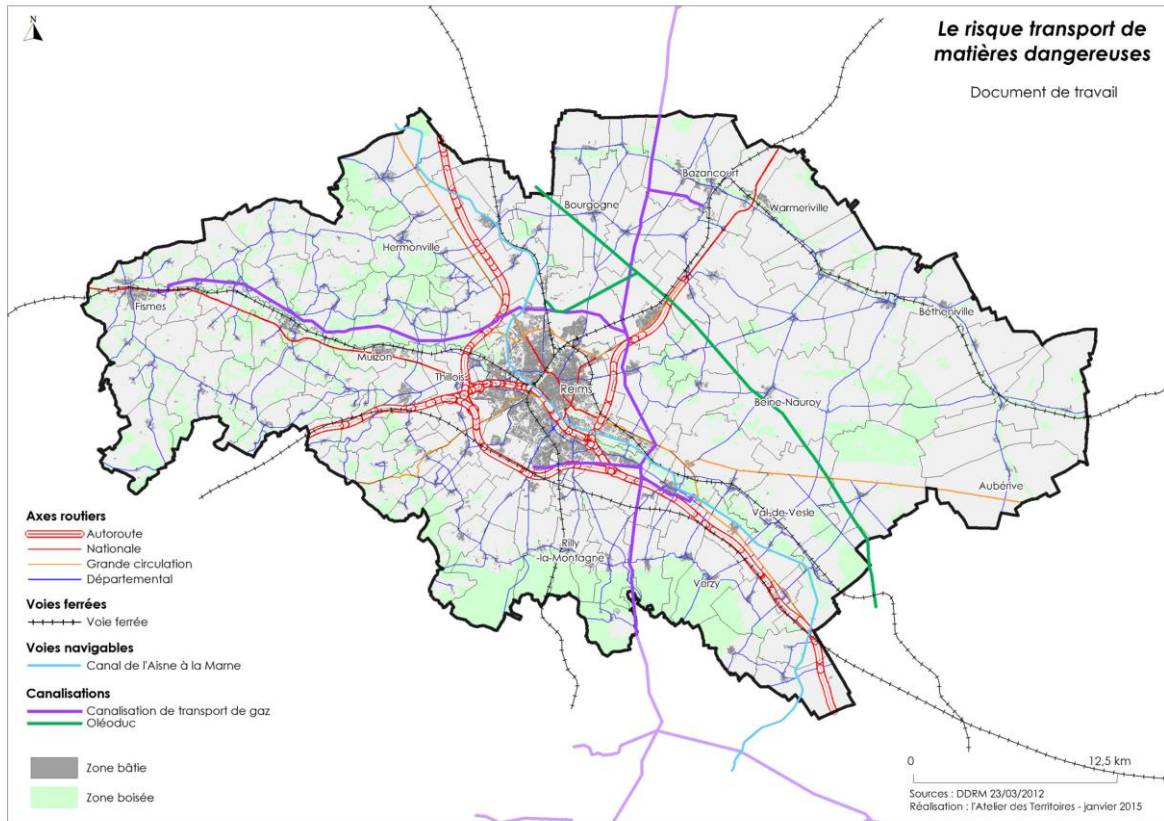 N
Le risque transport de
matières dangereuses
Document de travail
Bazancourt
Bourgogne
Warmeriville
Hermonville
Fismes
Bétheniville
Muizon
Thillois
Reims
Beine-Nauroy
Aubérive
Val-de-Vesle
Rilly
-la-Montagne
Verzy
Axes routiers
Autoroute
Nationale
Grande circulation
Départemental
Voies ferrées
Voie ferrée
Voies navigables
Canal de l'Aisne à la Marne
Canalisations
Canalisation de transport de gaz
Oléoduc
Zone bâtie
Zone boisée
0 12,5 km
Sources : DDRM 23/03/2012
Réalisation : l'Atelier des Territoires - janvier 2015